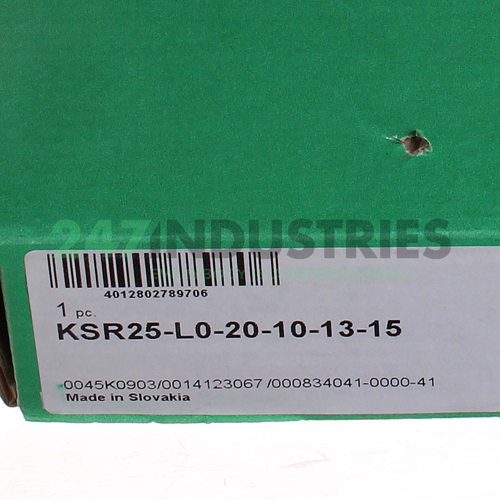 247INDUSTRIES
4012802789706
1 pc.
KSR25-L0-20-10-13-15
0045K0903/0014123067/000834041-0000-41
Made in Slovakia